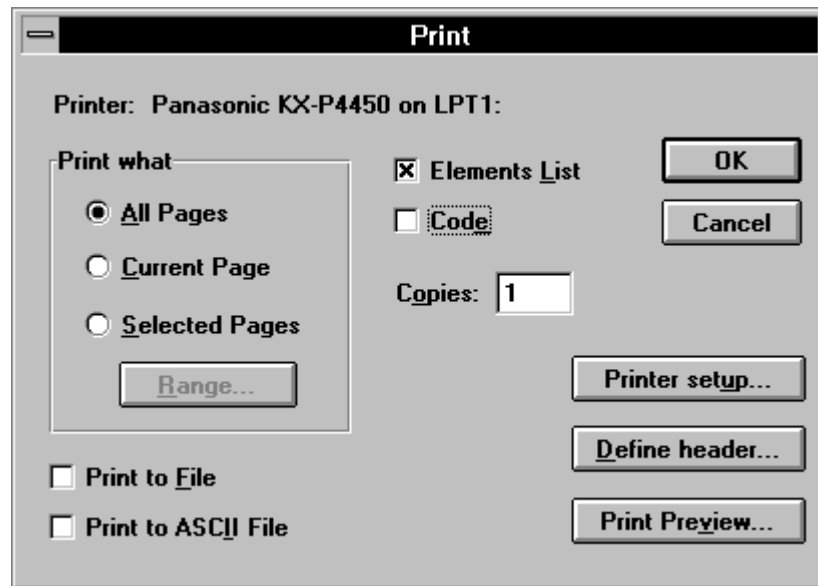 Print
Printer: Panasonic KX-P4450 on LPT1:
Print what
All Pages
Current Page
Selected Pages
Range...
Elements List
Code
Copies: 1
OK
Cancel
Printer setup...
Define header...
Print Preview...
Print to File
Print to ASCII File